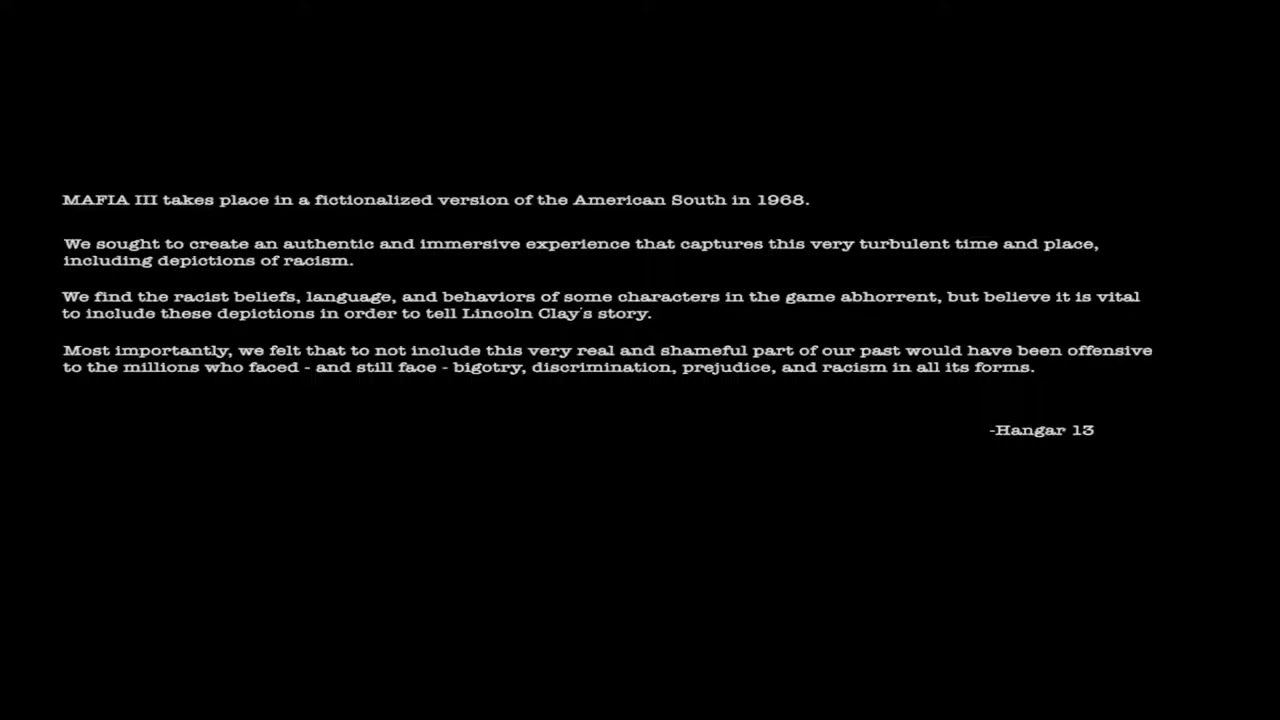 MAFIA III takes place in a fictionalized version of the American South in 1968.
We sought to create an authentic and immersive experience that captures this very turbulent time and place,
including depictions of racism.
We find the racist beliefs, language, and behaviors of some characters in the game abhorrent, but believe it is vital
to include these depictions in order to tell Lincoln Clay's story.
Most importantly, we felt that to not include this very real and shameful part of our past would have been offensive
to the millions who faced - and still face - bigotry, discrimination, prejudice, and racism in all its forms.
-Hangar 13